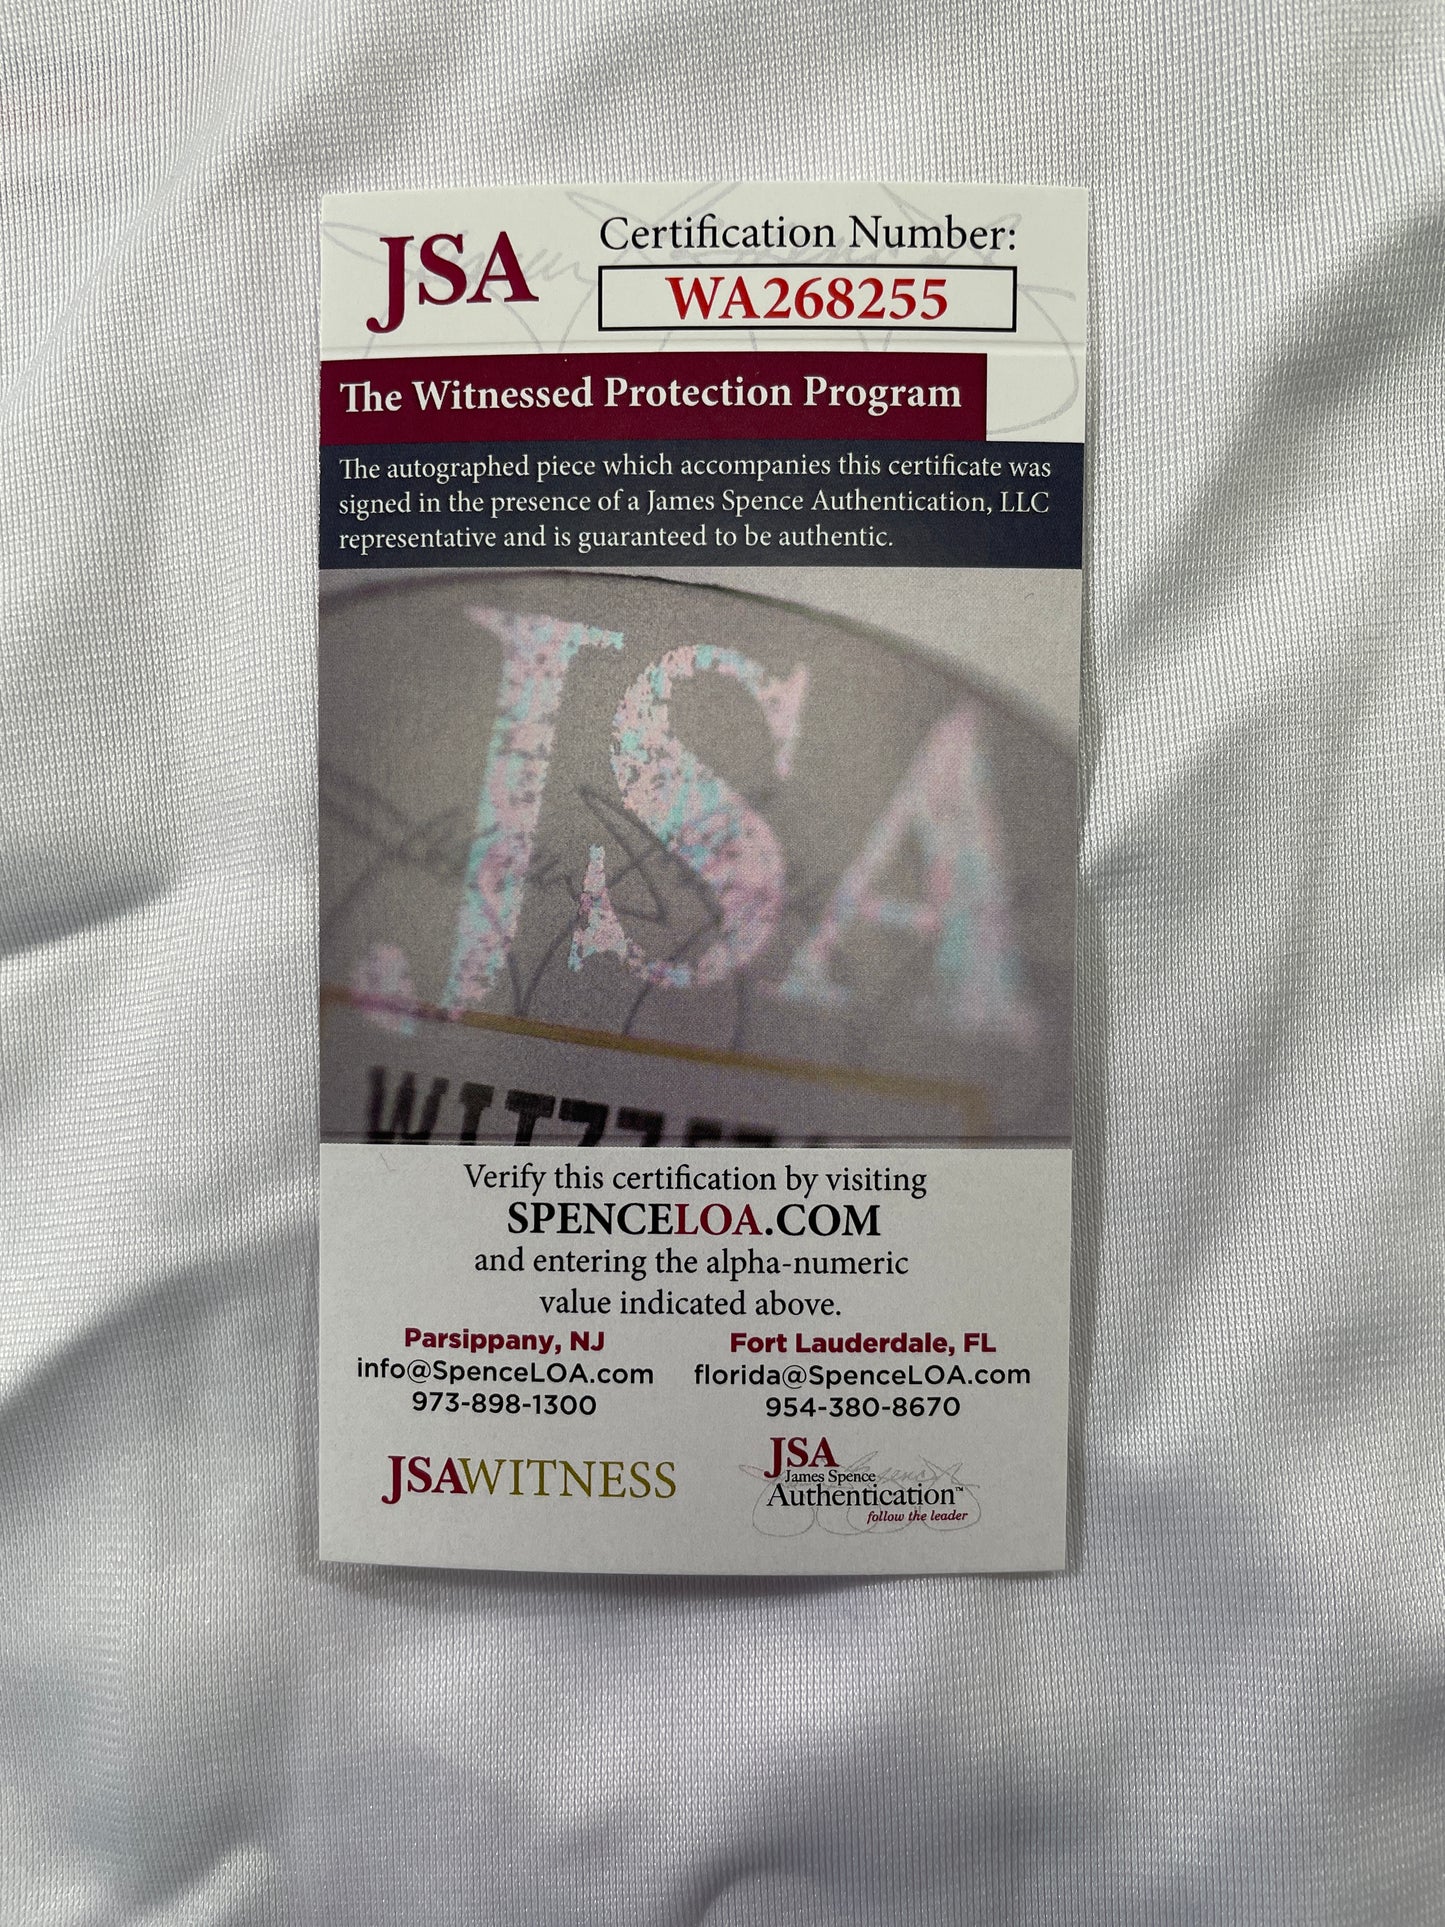 JSA
Certification Number:
WA268255
The Witnessed Protection Program
The autographed piece which accompanies this certificate was
signed in the presence of a James Spence Authentication, LLC
representative and is guaranteed to be authentic.
JSA
Verify this certification by visiting
SPENCELOA.COM
and entering the alpha-numeric
value indicated above.
Parsippany, NJ
info@SpenceLOA.com
973-898-1300
Fort Lauderdale, FL
florida@SpenceLOA.com
954-380-8670
JSAWITNESS
JSA
James Spence
Authentication™
follow the leader